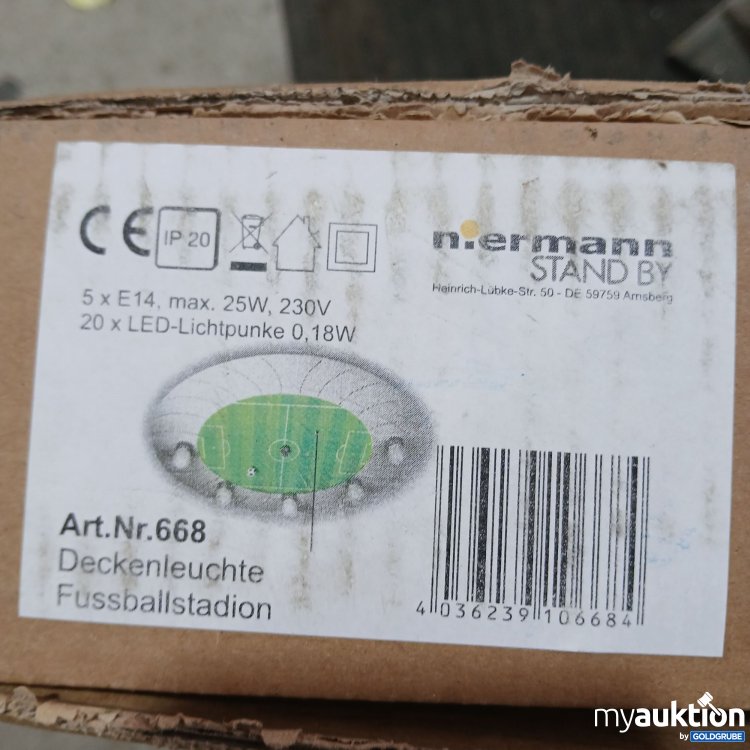 CE IP 20
niermann
STAND BY
Heinrich-Lübke-Str. 50 - DE 59759 Arnsberg
5 x E14, max. 25W, 230V
20 x LED-Lichtpunke 0,18W
Art.Nr.668
Deckenleuchte
Fussballstadion
4 036239 106684
myauktion
by GOLDGRUBE